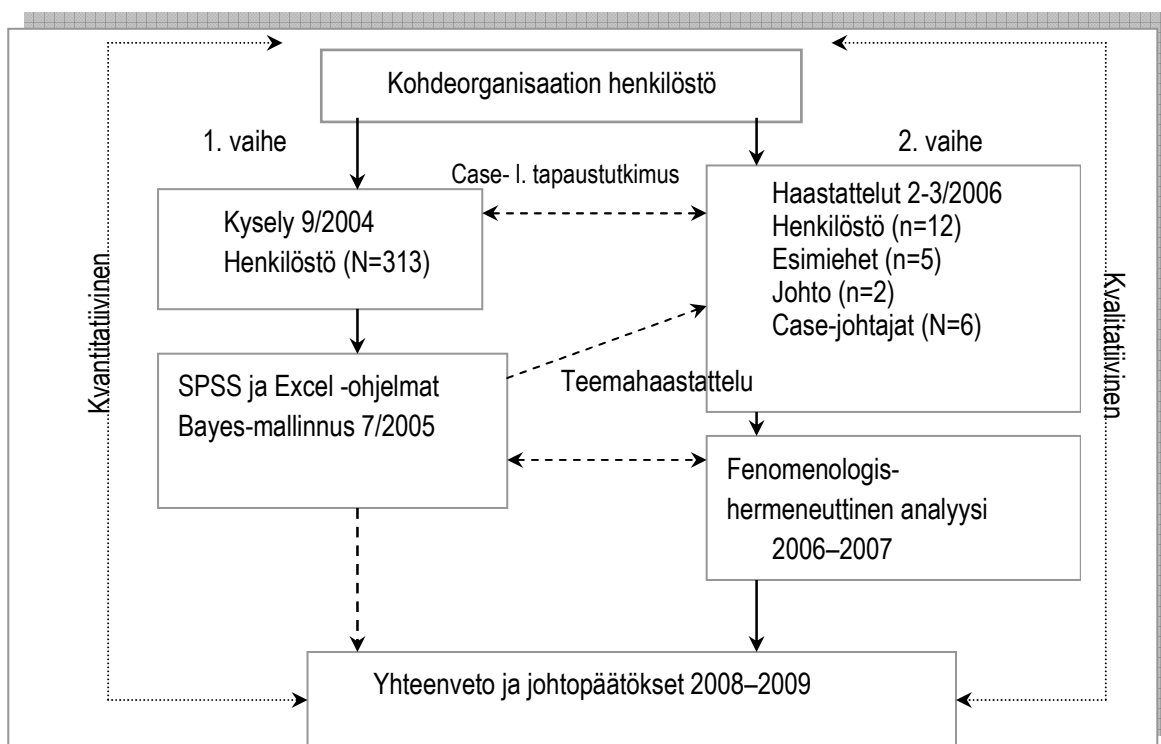 Kohdeorganisaation henkilöstö
1. vaihe
2. vaihe
Case- l. tapaustutkimus
Kysely 9/2004
Henkilöstö (N=313)
Haastattelut 2-3/2006
Henkilöstö (n=12)
Esimiehet (n=5)
Johto (n=2)
Case-johtajat (N=6)
Kvantitatiivinen
Kvalitatiivinen
SPSS ja Excel -ohjelmat
Bayes-mallinnus 7/2005
Teemahaastattelu
Fenomenologis-
hermeneuttinen analyysi
2006–2007
Yhteenveto ja johtopäätökset 2008–2009